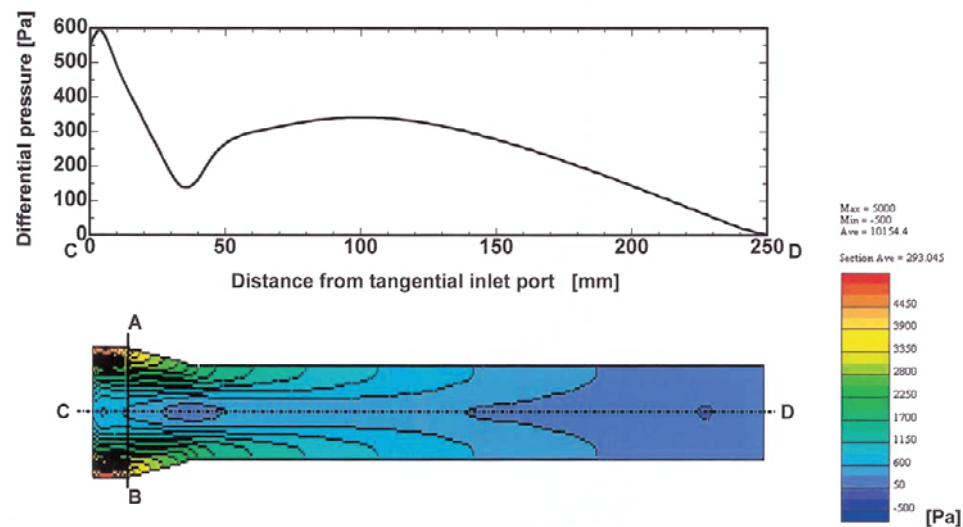 Differential pressure [Pa]
600
500
400
300
200
100
0
0 50 100 150 200 250
C D
Distance from tangential inlet port [mm]
Max = 5000
Min = -500
Ave = 10154.4
Section Ave = 293.045
4450
3900
3350
2800
2250
1700
1150
600
50
-500
[Pa]
A
C D
B